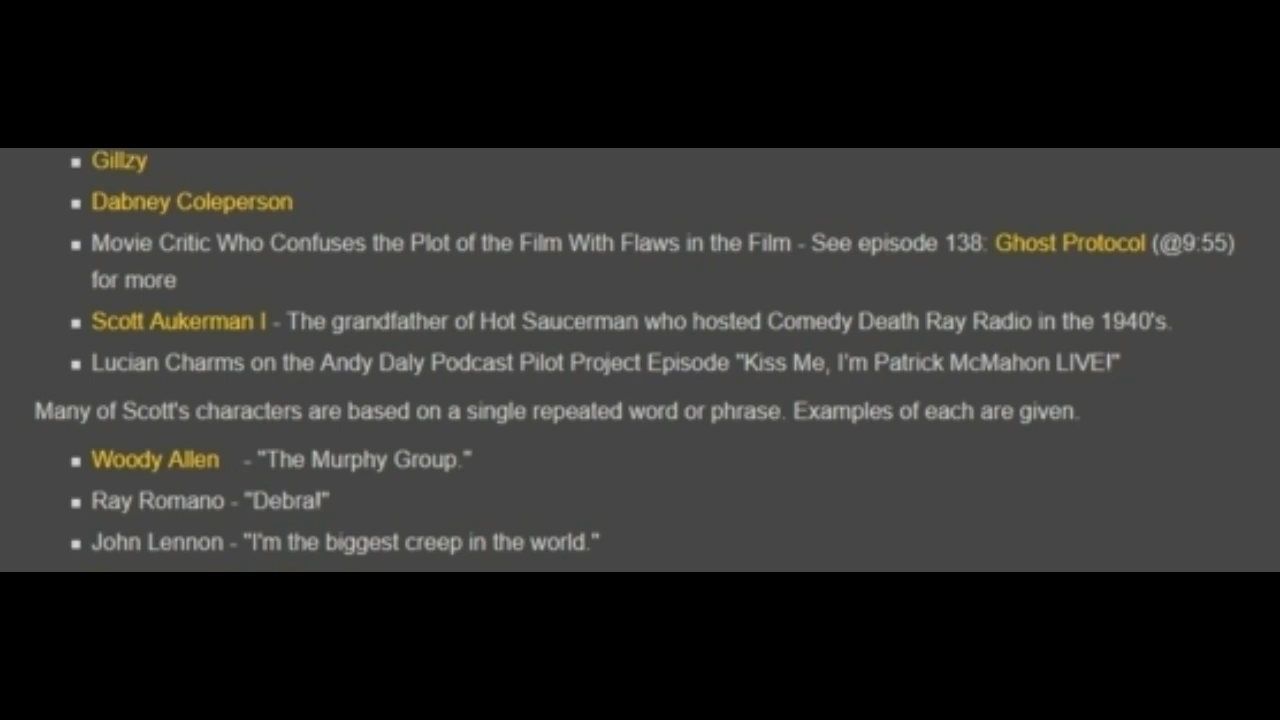 Gillzy
Dabney Coleperson
Movie Critic Who Confuses the Plot of the Film With Flaws in the Film - See episode 138: Ghost Protocol (@9:55)
for more
Scott Aukerman I - The grandfather of Hot Saucerman who hosted Comedy Death Ray Radio in the 1940's.
Lucian Charms on the Andy Daly Podcast Pilot Project Episode "Kiss Me, I'm Patrick McMahon LIVE!"
Many of Scott's characters are based on a single repeated word or phrase. Examples of each are given.
Woody Allen - "The Murphy Group."
Ray Romano - "Debra!"
John Lennon - "I'm the biggest creep in the world."